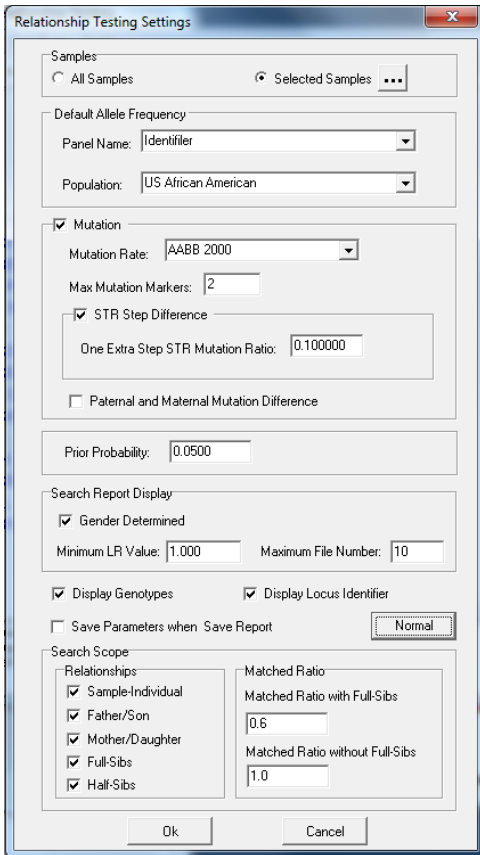 Relationship Testing Settings
x
Samples
All Samples Selected Samples ...
Default Allele Frequency
Panel Name: Identifiler
Population: US African American
Mutation
Mutation Rate: AABB 2000
Max Mutation Markers: 2
STR Step Difference
One Extra Step STR Mutation Ratio: 0.100000
Paternal and Maternal Mutation Difference
Prior Probability: 0.0500
Search Report Display
Gender Determined
Minimum LR Value: 1.000 Maximum File Number: 10
Display Genotypes Display Locus Identifier
Save Parameters when Save Report Normal
Search Scope
Relationships
Sample-Individual
Father/Son
Mother/Daughter
Full-Sibs
Half-Sibs
Matched Ratio
Matched Ratio with Full-Sibs
0.6
Matched Ratio without Full-Sibs
1.0
Ok Cancel